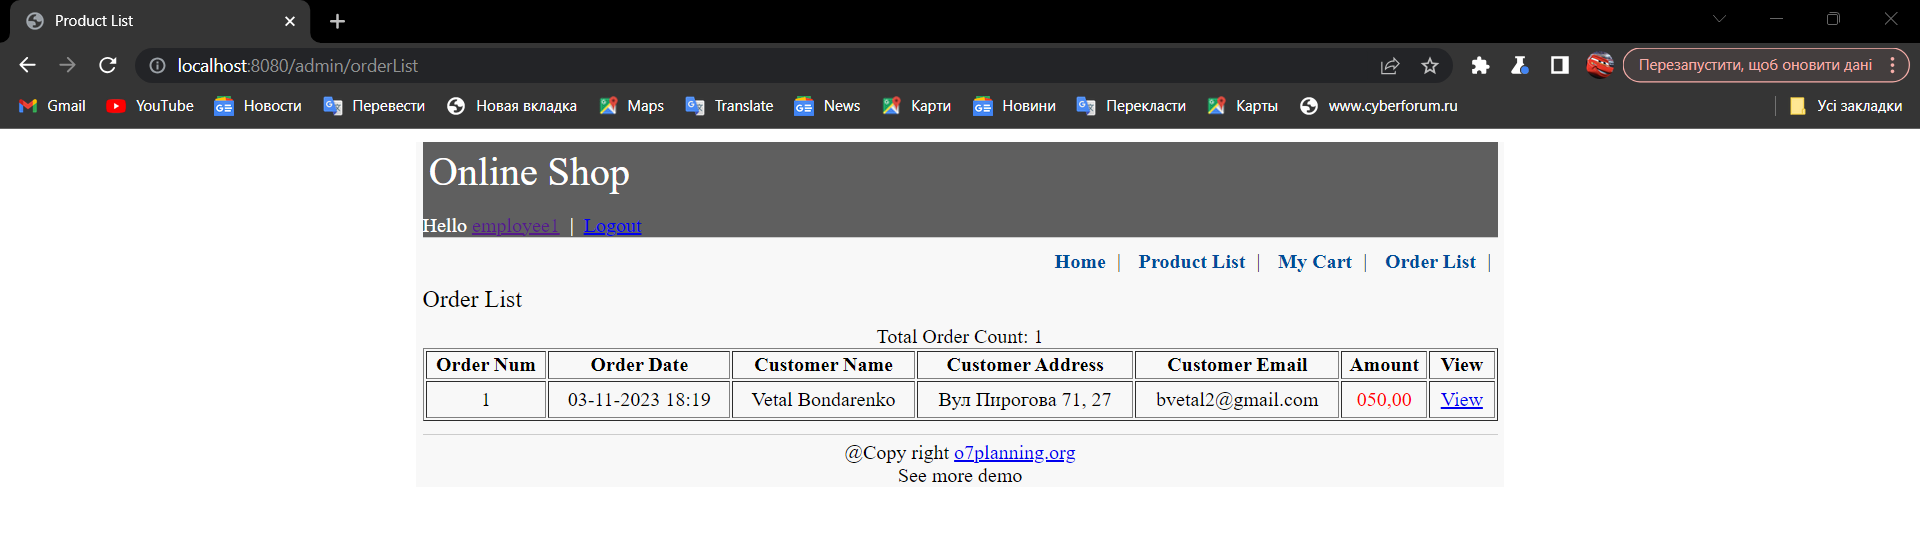 Product List
localhost:8080/admin/orderList
Перезапустити, щоб оновити дані
Gmail YouTube Новости Перевести Новая вкладка Maps Translate News Карти Новини Перекласти Карты www.cyberforum.ru Усі закладки
Online Shop
Hello employee1 | Logout
Home | Product List | My Cart | Order List |
Order List
Total Order Count: 1
Order Num Order Date Customer Name Customer Address Customer Email Amount View
1 03-11-2023 18:19 Vetal Bondarenko Вул Пирогова 71, 27 bvetal2@gmail.com 050,00 View
@Copy right o7planning.org
See more demo